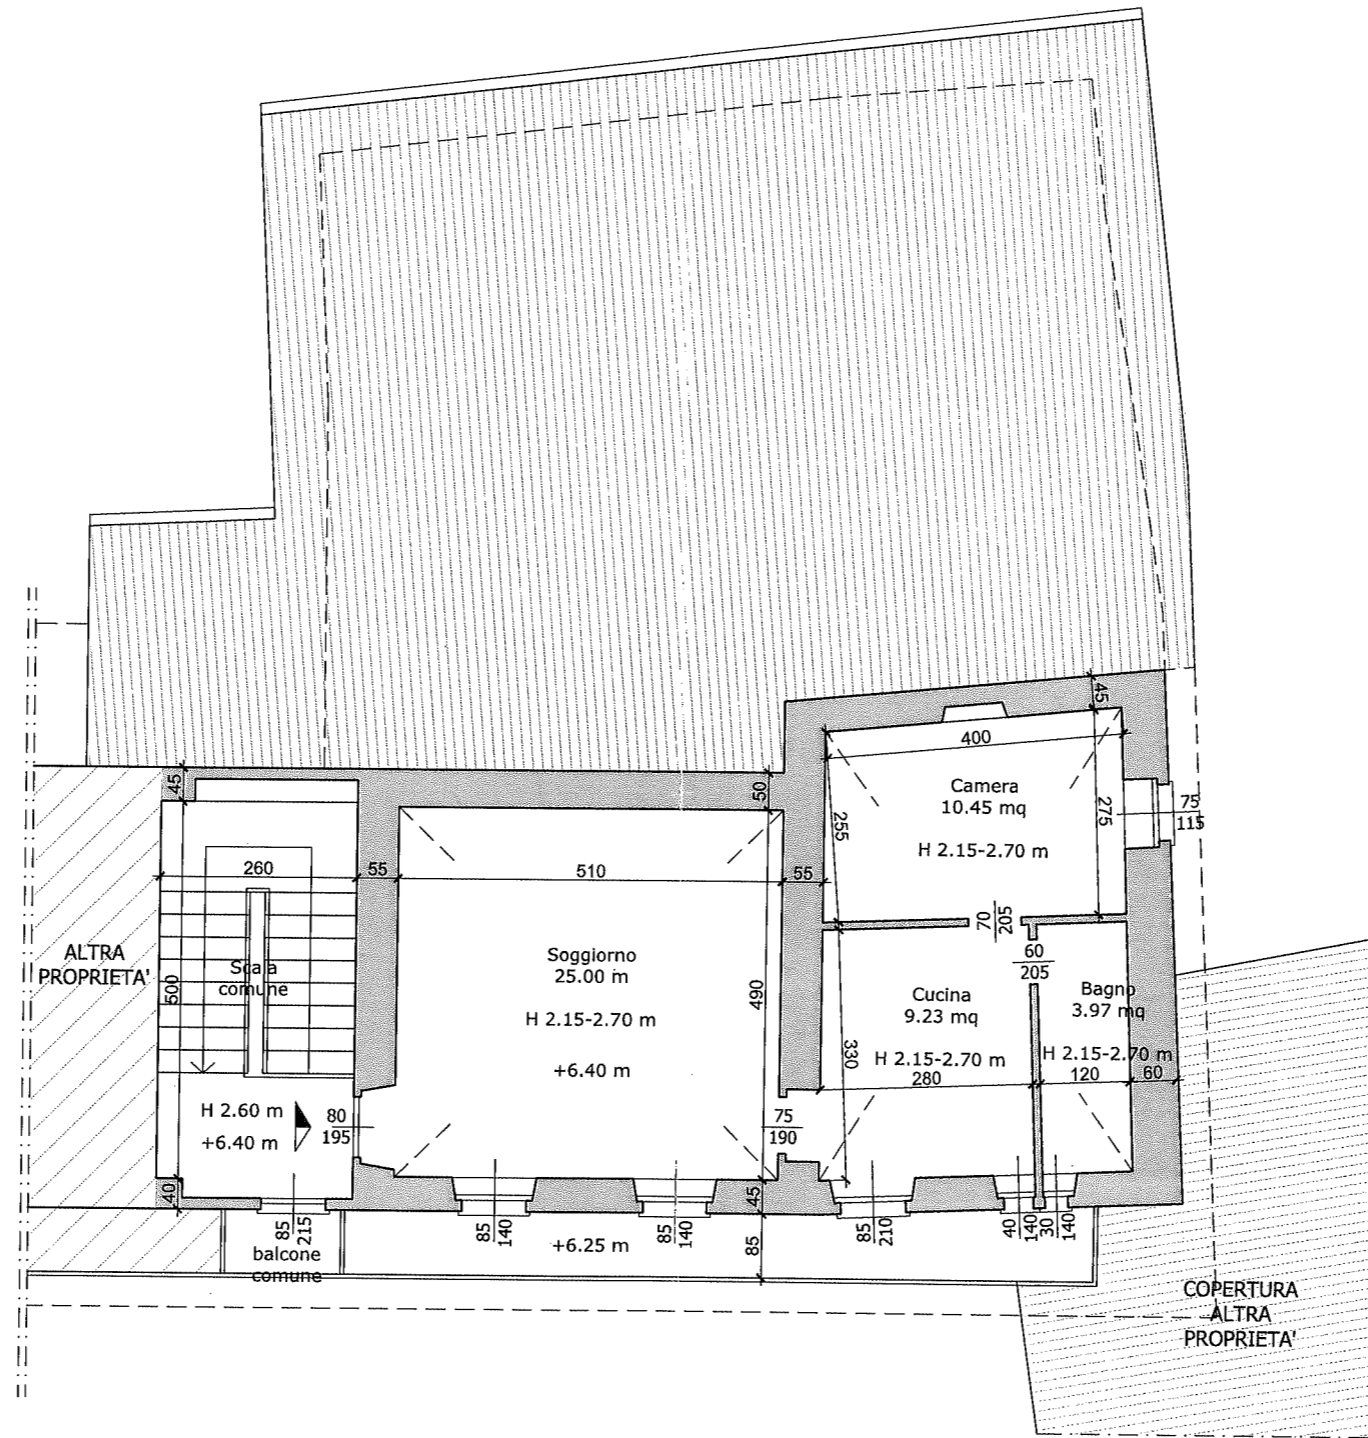 45
400
Camera
10.45 mq
H 2.15-2.70 m
255
275
75
115
45
50
260
55
510
55
70
205
60
205
ALTRA
PROPRIETA'
Scala
comune
500
Soggiorno
25.00 m
H 2.15-2.70 m
+6.40 m
490
Cucina
9.23 mq
H 2.15-2.70 m
330
280
Bagno
3.97 mq
H 2.15-2.70 m
120
60
H 2.60 m
+6.40 m
80
195
75
190
40
45
85
215
85
140
85
140
85
210
40
140
30
140
balcone
comune
+6.25 m
85
COPERTURA
ALTRA
PROPRIETA'